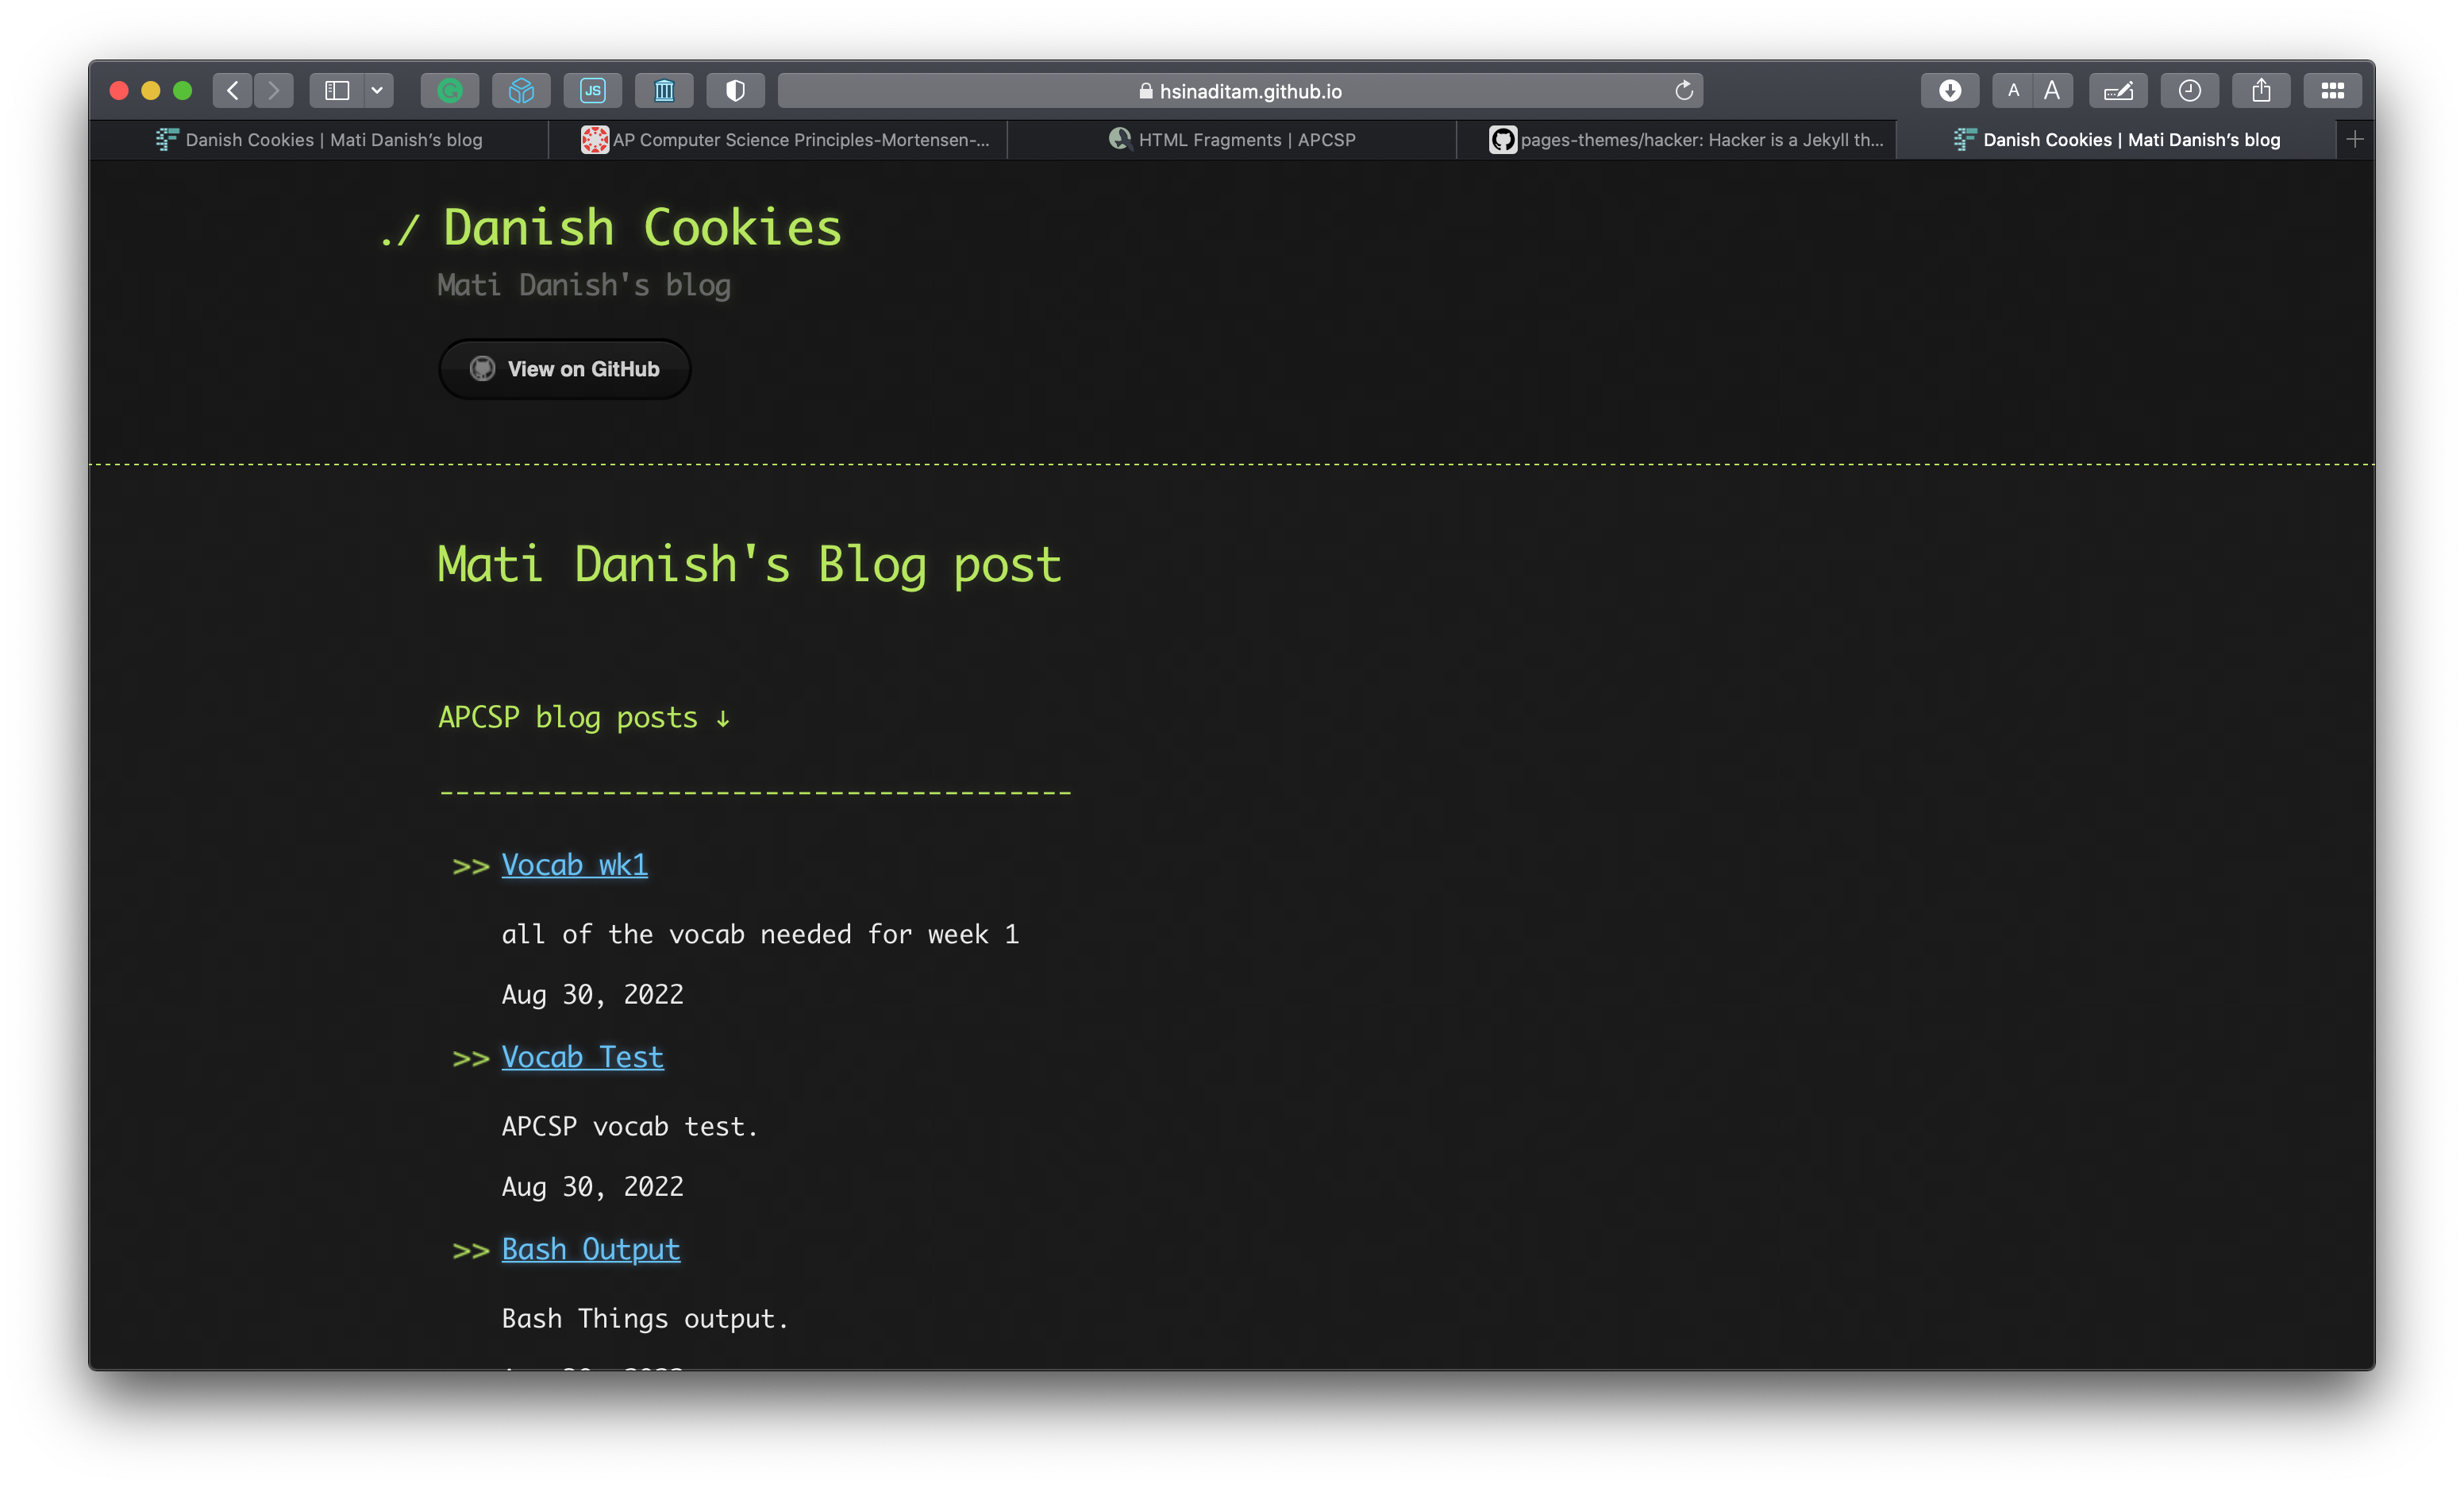 JS
hsinaditam.github.io
A A
Danish Cookies | Mati Danish’s blog
AP Computer Science Principles-Mortensen-...
HTML Fragments | APCSP
pages-themes/hacker: Hacker is a Jekyll th...
Danish Cookies | Mati Danish’s blog
./ Danish Cookies
Mati Danish's blog
View on GitHub
Mati Danish's Blog post
APCSP blog posts ↓
---------------------------------------
>> Vocab wk1
all of the vocab needed for week 1
Aug 30, 2022
>> Vocab Test
APCSP vocab test.
Aug 30, 2022
>> Bash Output
Bash Things output.